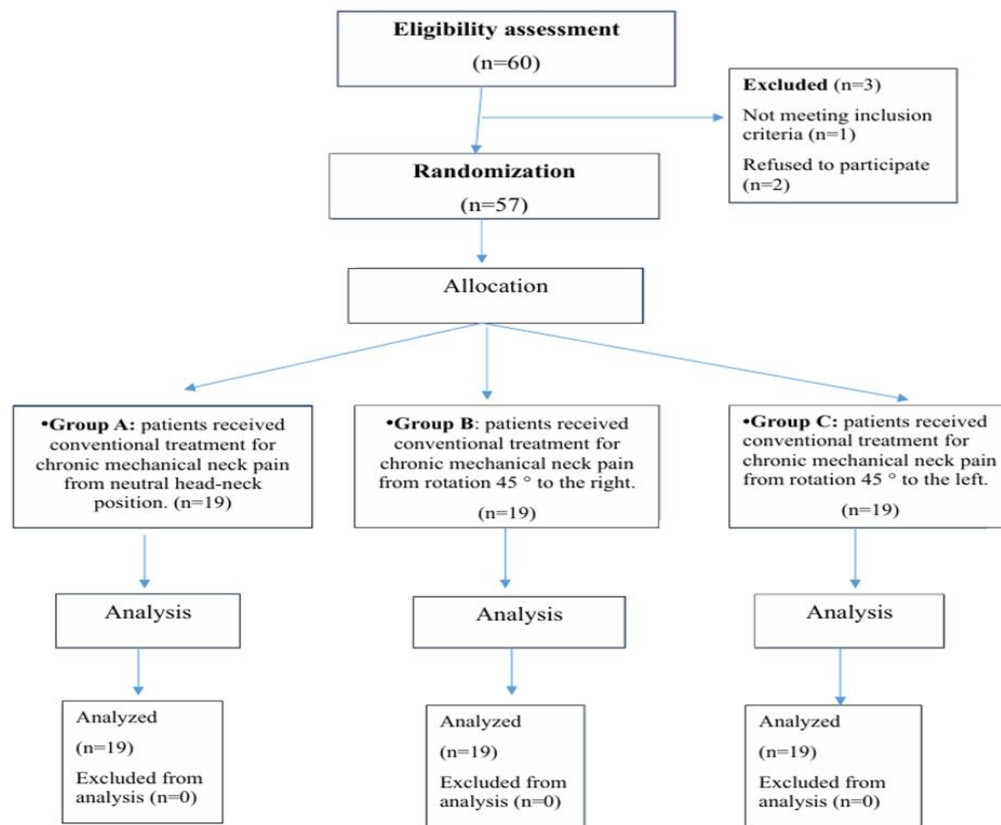 Eligibility assessment
(n=60)
Excluded (n=3)
Not meeting inclusion
criteria (n=1)
Refused to participate
(n=2)
Randomization
(n=57)
Allocation
•Group A: patients received
conventional treatment for
chronic mechanical neck pain
from neutral head-neck
position. (n=19)
•Group B: patients received
conventional treatment for
chronic mechanical neck pain
from rotation 45 ° to the right.
(n=19)
•Group C: patients received
conventional treatment for
chronic mechanical neck pain
from rotation 45 ° to the left.
(n=19)
Analysis
Analysis
Analysis
Analyzed
(n=19)
Excluded from
analysis (n=0)
Analyzed
(n=19)
Excluded from
analysis (n=0)
Analyzed
(n=19)
Excluded from
analysis (n=0)